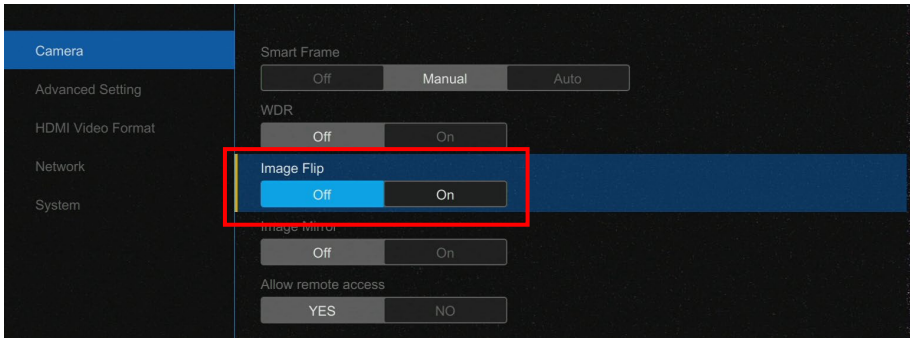 Camera
Advanced Setting
HDMI Video Format
Network
System
Smart Frame
Off Manual Auto
WDR
Off On
Image Flip
Off On
Image Mirror
Off On
Allow remote access
YES NO